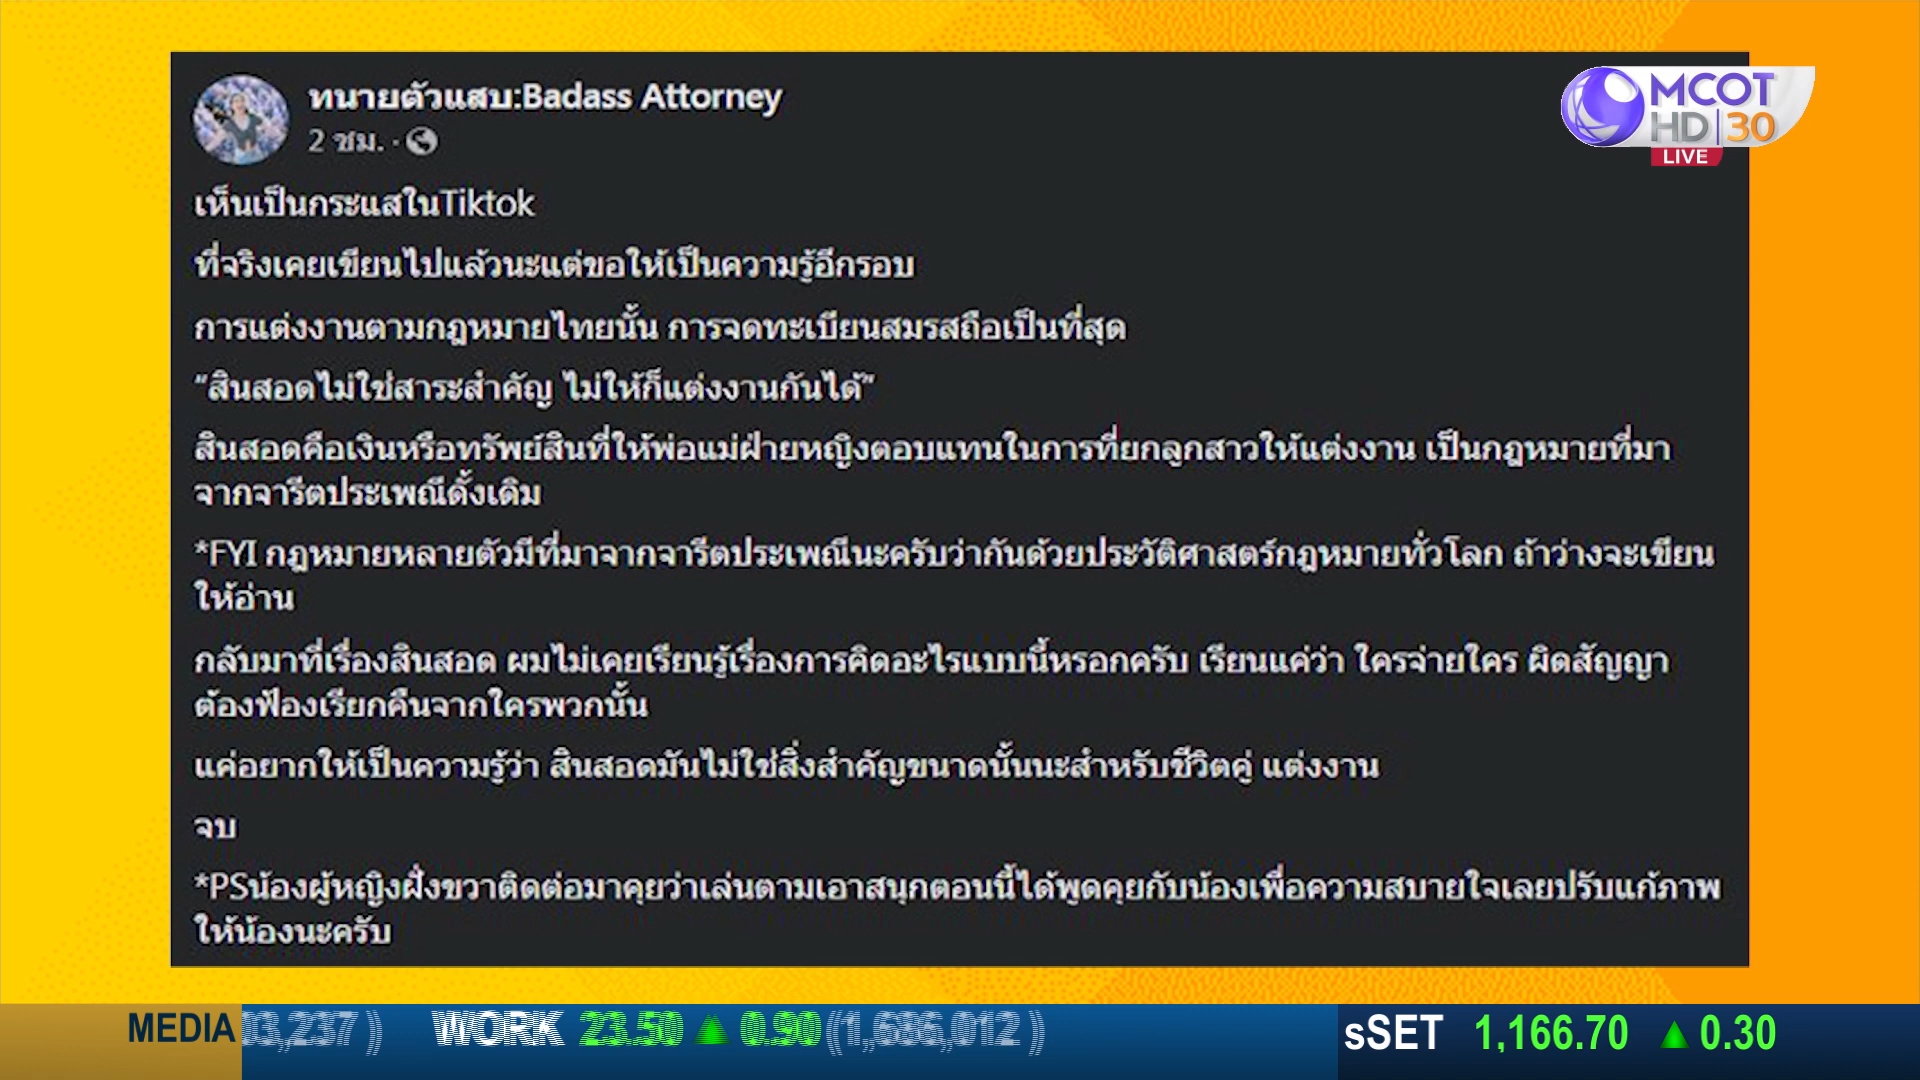 ทนายตัวแสบ:Badass Attorney
2 ชม. ·
MCOT
HD 30
LIVE
เห็นเป็นกระแสในTiktok
ที่จริงเคยเขียนไปแล้วนะแต่ขอให้เป็นความรู้อีกรอบ
การแต่งงานตามกฎหมายไทยนั้น การจดทะเบียนสมรสถือเป็นที่สุด
"สินสอดไม่ใช่สาระสำคัญ ไม่ให้ก็แต่งงานกันได้"
สินสอดคือเงินหรือทรัพย์สินที่ให้พ่อแม่ฝ่ายหญิงตอบแทนในการที่ยกลูกสาวให้แต่งงาน เป็นกฎหมายที่มา
จากจารีตประเพณีดั้งเดิม
*FYI กฎหมายหลายตัวมีที่มาจากจารีตประเพณีนะครับว่ากันด้วยประวัติศาสตร์กฎหมายทั่วโลก ถ้าว่างจะเขียน
ให้อ่าน
กลับมาที่เรื่องสินสอด ผมไม่เคยเรียนรู้เรื่องการคิดอะไรแบบนี้หรอกครับ เรียนแค่ว่า ใครจ่ายใคร ผิดสัญญา
ต้องฟ้องเรียกคืนจากใครพวกนั้น
แค่อยากให้เป็นความรู้ว่า สินสอดมันไม่ใช่สิ่งสำคัญขนาดนั้นนะสำหรับชีวิตคู่ แต่งงาน
จบ
*PSน้องผู้หญิงฝั่งขวาติดต่อมาคุยว่าเล่นตามเอาสนุกตอนนี้ได้พูดคุยกับน้องเพื่อความสบายใจเลยปรับแก้ภาพ
ให้น้องนะครับ
MEDIA 03,237 ) WORK 23.50 ▲ 0.90 (1,686,012 ) sSET 1,166.70 ▲ 0.30